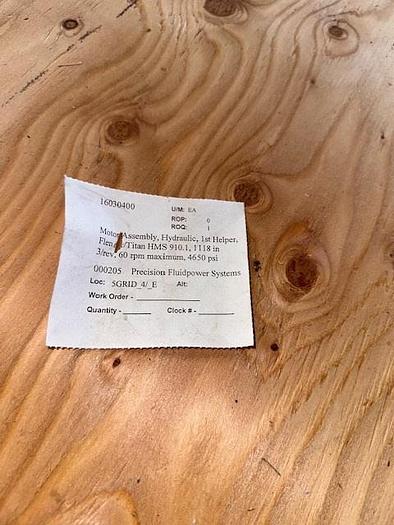 16030400
U/M: EA
ROP: 0
ROQ: 1
Motor Assembly, Hydraulic, 1st Helper,
HMS 910.1, 1118 in
3/rev, 60 rpm maximum, 4650 psi
000205 Precision Fluidpower Systems
Loc: 5GRID_4/_E Alt:
Work Order -
Quantity - Clock # -